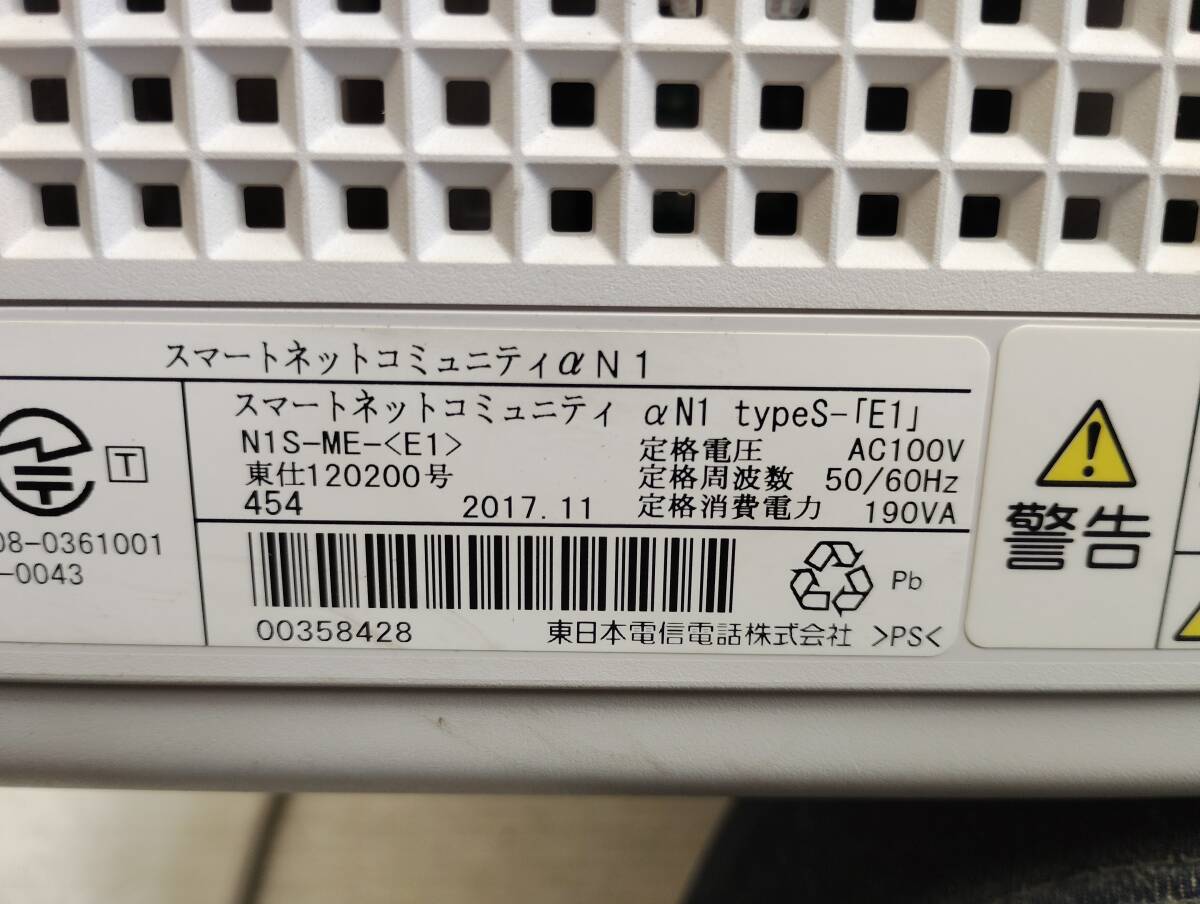 スマートネットコミュニティαN1
スマートネットコミュニティ αN1 typeS-「E1」
N1S-ME-<E1>
定格電圧 AC100V
東仕120200号
定格周波数 50/60Hz
454 2017.11
定格消費電力 190VA
T
08-0361001
-0043
00358428
Pb
東日本電信電話株式会社 >PS<
警告